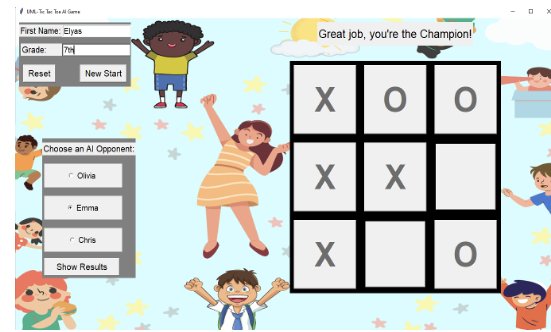 UML-Tic Tac Toe AI Game
First Name: Elyas
Grade: 7th
Reset New Start
Great job, you're the Champion!
Choose an AI Opponent:
Olivia
Emma
Chris
Show Results
X O O
X X
X O